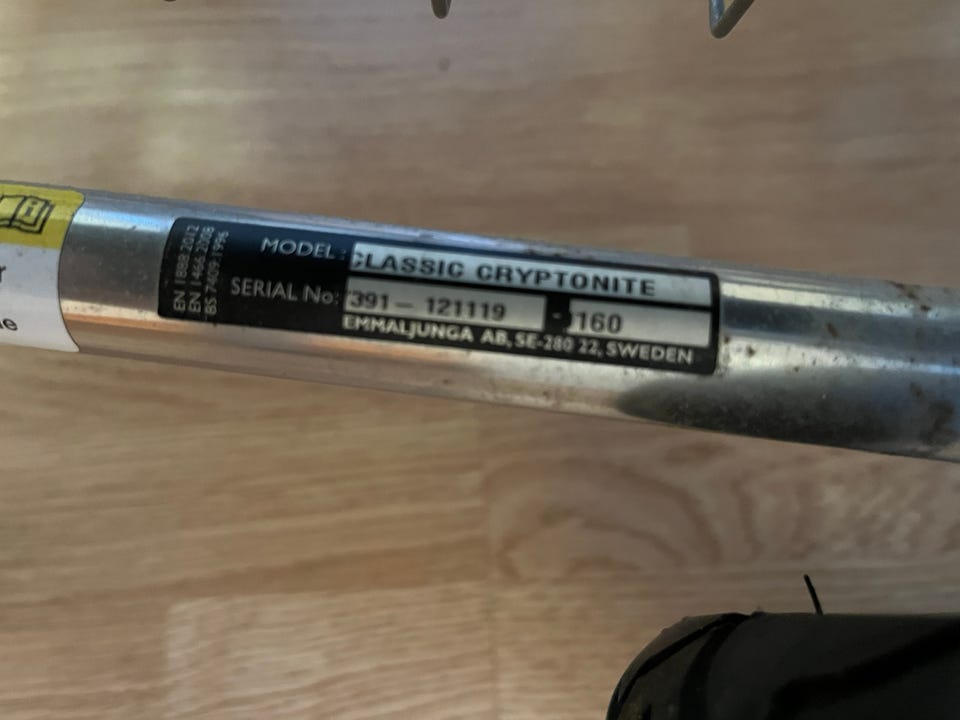 MODEL: CLASSIC CRYPTONITE
SERIAL No: 391 - 121119 - 160
EMMALJUNGA AB, SE-280 22, SWEDEN
EN 1888:2012
EN 1466:2008
BS 7409:1996